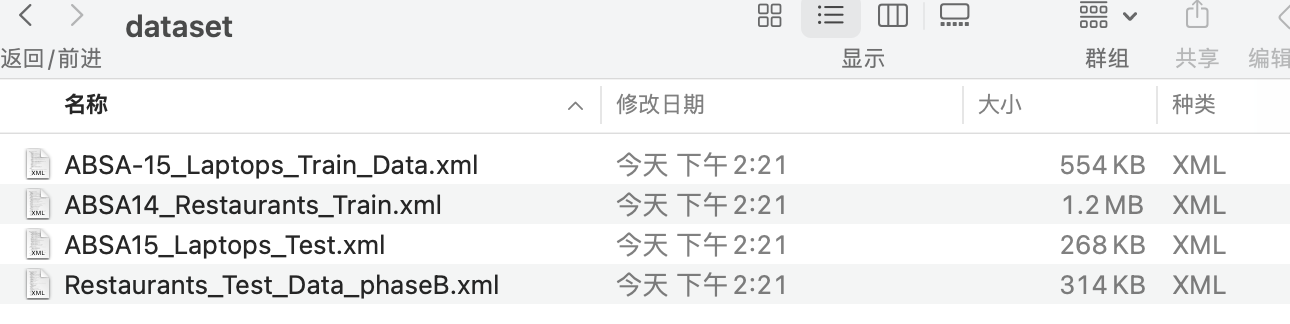 dataset
返回/前进
显示
群组
共享
编辑
名称 修改日期 大小 种类
ABSA-15_Laptops_Train_Data.xml 今天 下午2:21 554 KB XML
ABSA14_Restaurants_Train.xml 今天 下午2:21 1.2 MB XML
ABSA15_Laptops_Test.xml 今天 下午2:21 268 KB XML
Restaurants_Test_Data_phaseB.xml 今天 下午2:21 314 KB XML